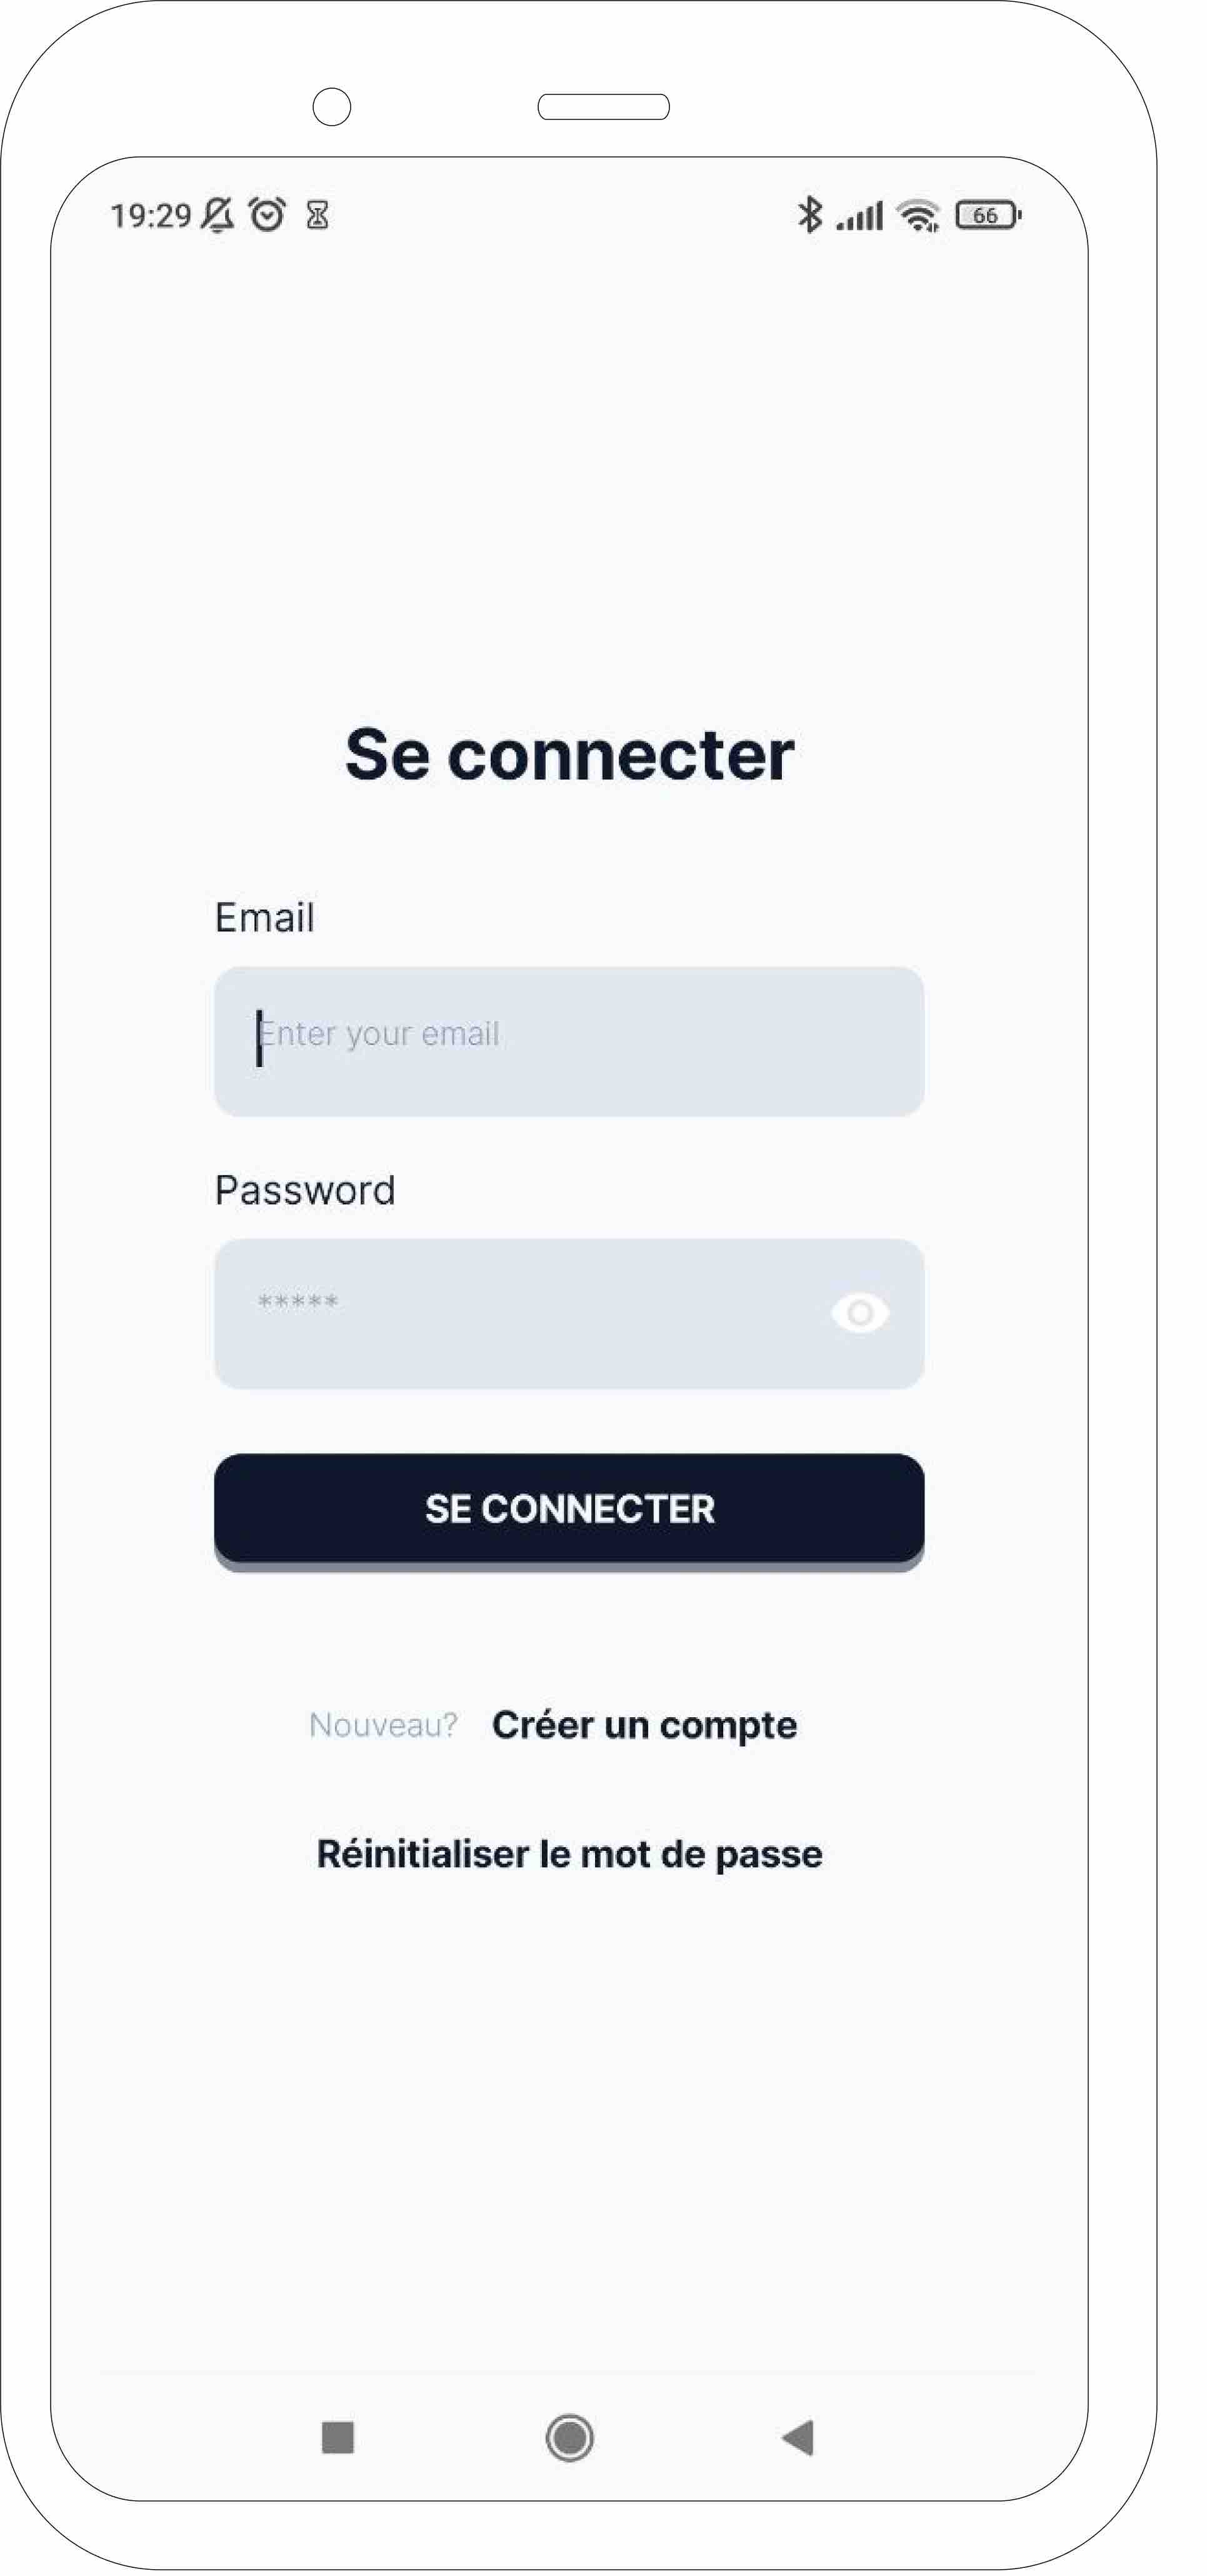 19:29 66
Se connecter
Email
Enter your email
Password
*****
SE CONNECTER
Nouveau? Créer un compte
Réinitialiser le mot de passe